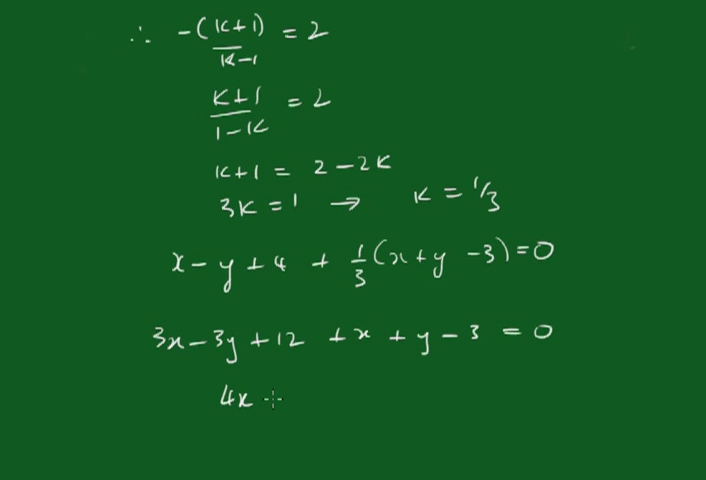 ∴ -(k+1)/k-1 = 2
k+1/1-k = 2
k+1 = 2-2k
3k = 1 → k = 1/3
x - y + 4 + 1/3(x+y-3) = 0
3x - 3y + 12 + x + y - 3 = 0
4x -